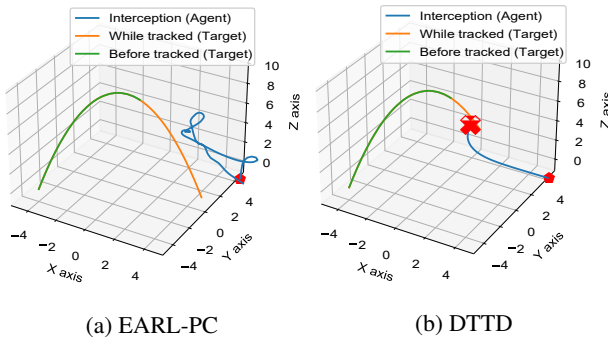 Interception (Agent)
While tracked (Target)
Before tracked (Target)
10
8
6
4
2
0
Z axis
−4
−2
0
2
4
X axis
−4
−2
0
2
4
Y axis
(a) EARL-PC
Interception (Agent)
While tracked (Target)
Before tracked (Target)
10
8
6
4
2
0
Z axis
−4
−2
0
2
4
X axis
−4
−2
0
2
4
Y axis
(b) DTTD